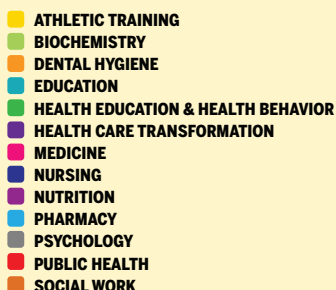 ATHLETIC TRAINING
BIOCHEMISTRY
DENTAL HYGIENE
EDUCATION
HEALTH EDUCATION & HEALTH BEHAVIOR
HEALTH CARE TRANSFORMATION
MEDICINE
NURSING
NUTRITION
PHARMACY
PSYCHOLOGY
PUBLIC HEALTH
SOCIAL WORK